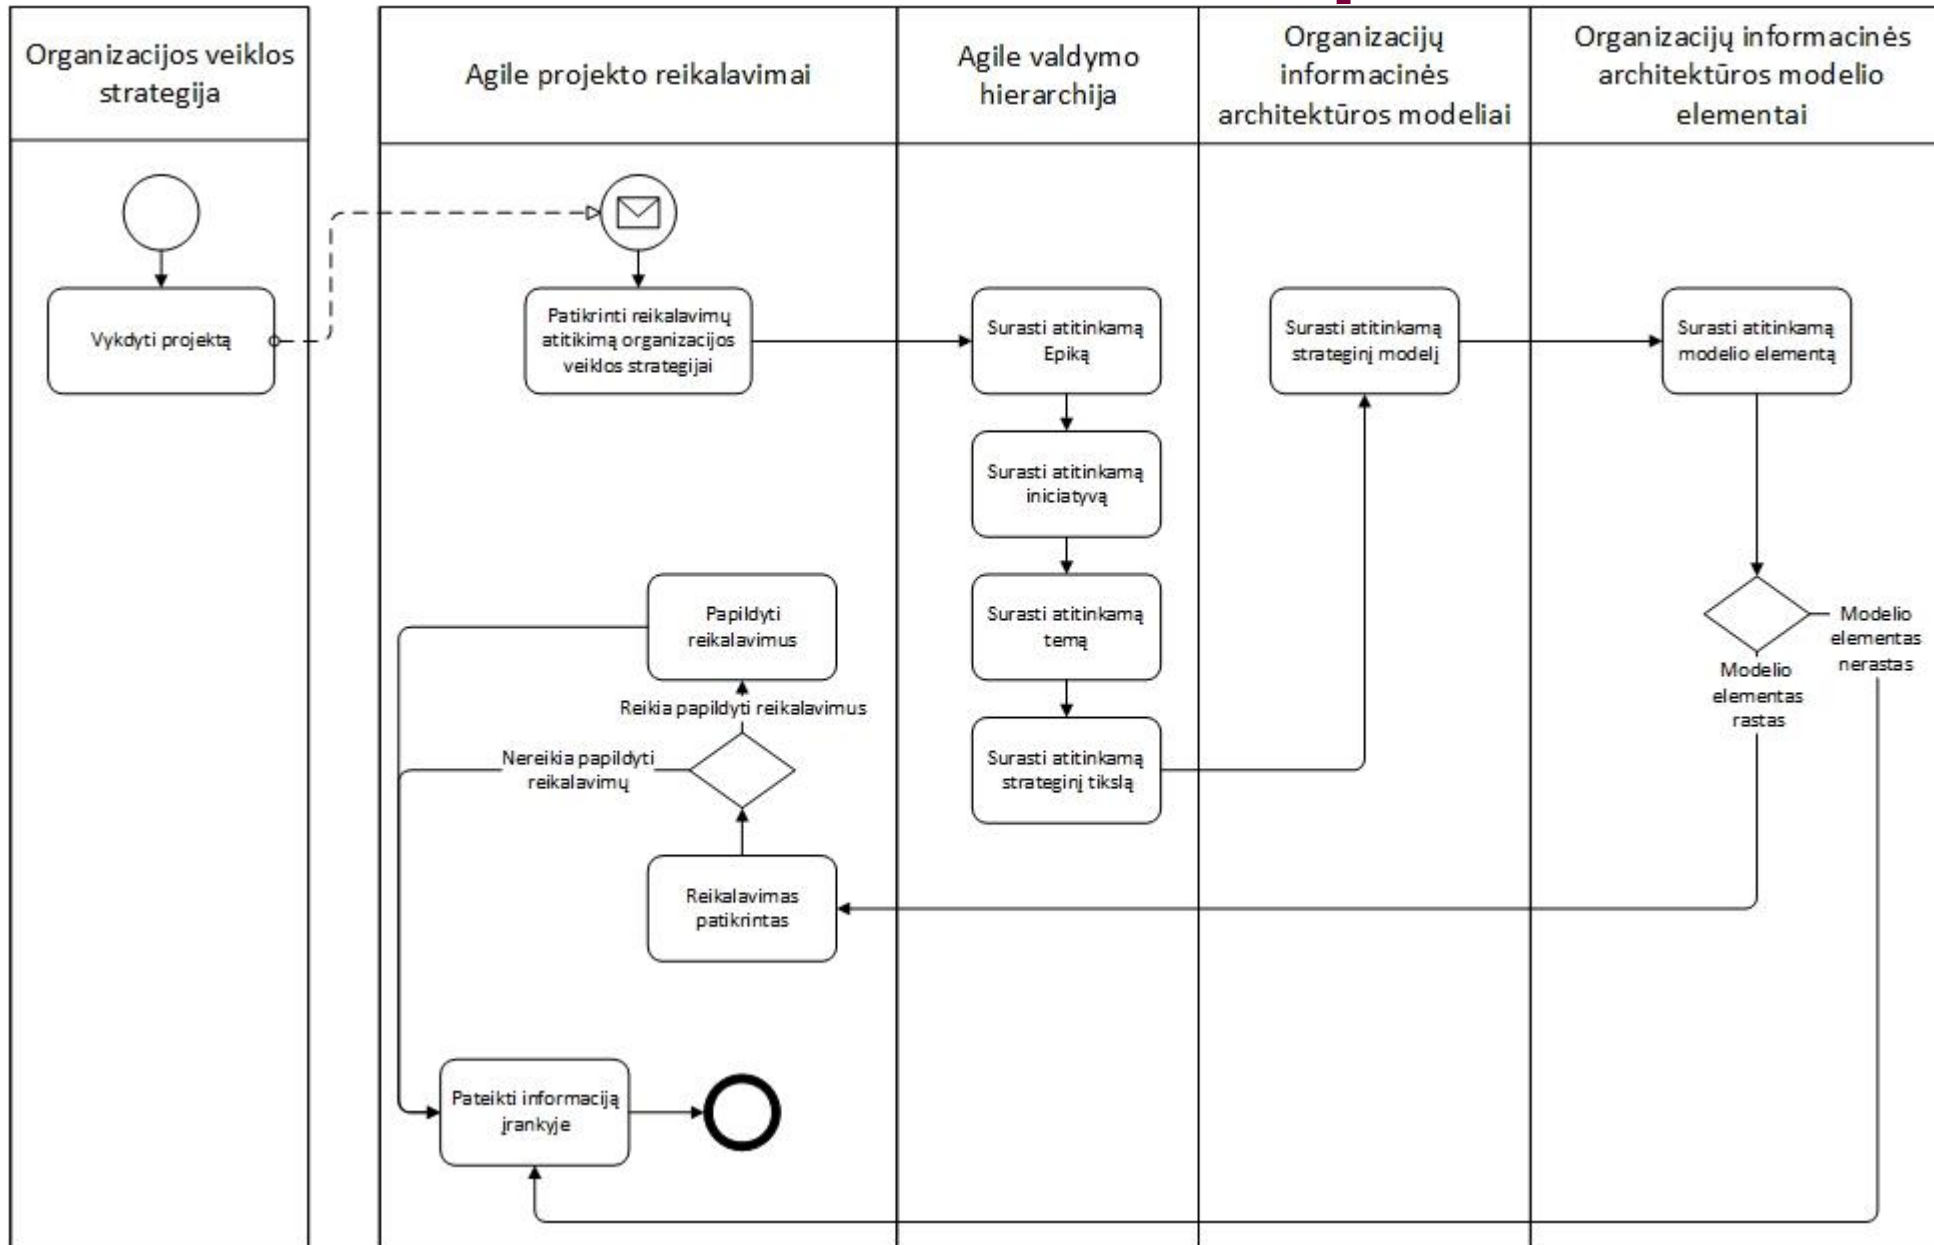 Organizacijos veiklos
strategija
Agile projekto reikalavimai
Agile valdymo
hierarchija
Organizacijų
informacinės
architektūros modeliai
Organizacijų informacinės
architektūros modelio
elementai
Vykdyti projektą
Patikrinti reikalavimų
atitikimą organizacijos
veiklos strategijai
Surasti atitinkamą
Epiką
Surasti atitinkamą
strateginį modelį
Surasti atitinkamą
modelio elementą
Surasti atitinkamą
iniciatyvą
Papildyti
reikalavimus
Surasti atitinkamą
temą
Modelio
elementas
nerastas
Modelio
elementas
rastas
Reikia papildyti reikalavimus
Nereikia papildyti
reikalavimų
Surasti atitinkamą
strateginį tikslą
Reikalavimas
patikrintas
Pateikti informaciją
įrankyje